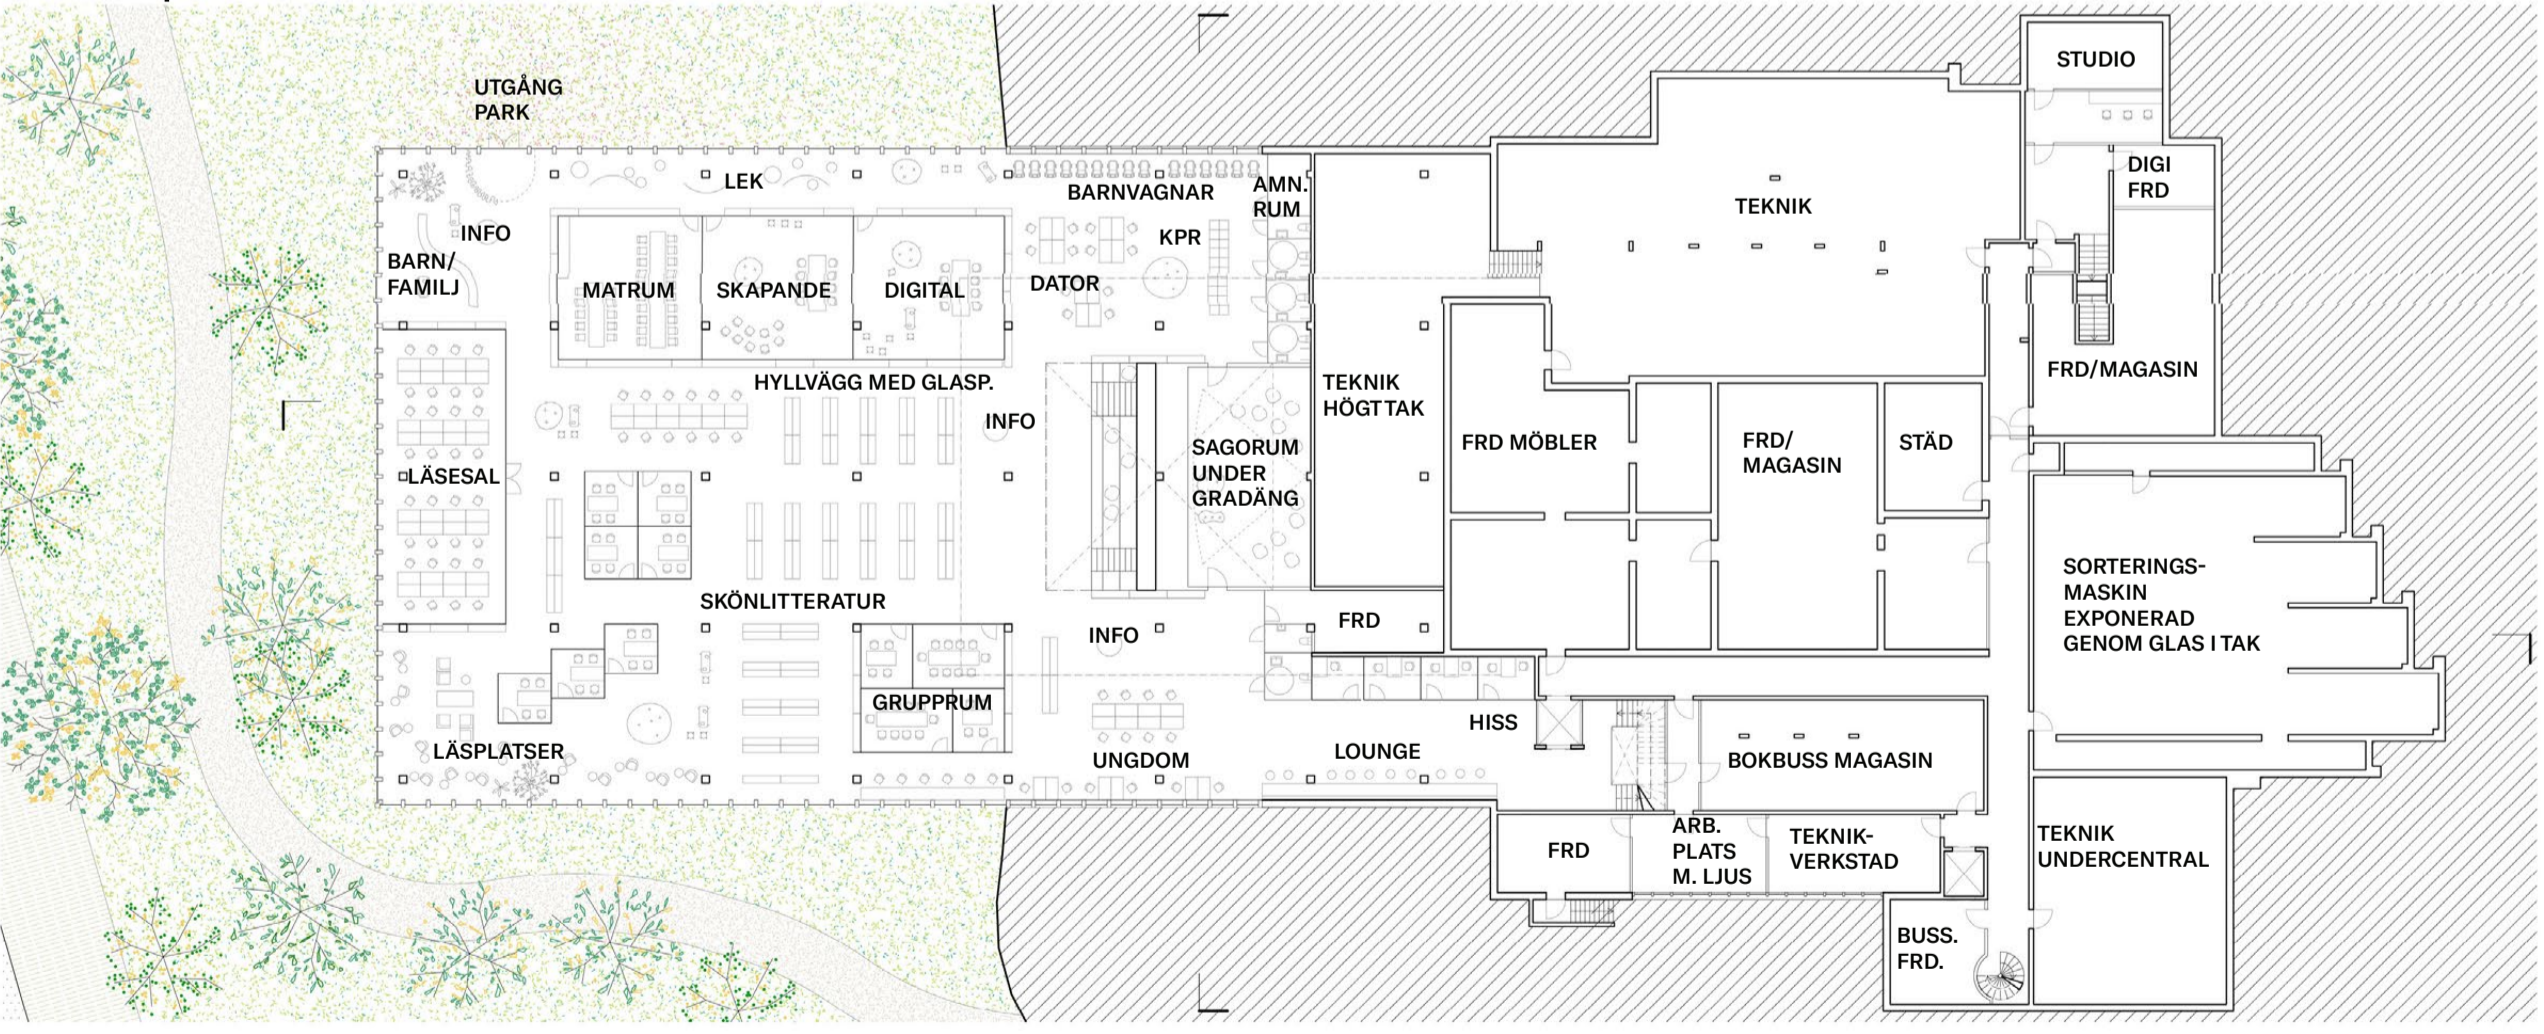 UTGÅNG
PARK
STUDIO
LEK
BARNVAGNAR
AMN.
RUM
TEKNIK
DIGI
FRD
INFO
KPR
BARN/
FAMILJ
MATRUM
SKAPANDE
DIGITAL
DATOR
HYLLVÄGG MED GLASP.
INFO
TEKNIK
HÖGT TAK
FRD/MAGASIN
LÄSESAL
SAGORUM
UNDER
GRADÄNG
FRD MÖBLER
FRD/
MAGASIN
STÄD
SKÖNLITTERATUR
INFO
FRD
SORTERINGS-
MASKIN
EXPONERAD
GENOM GLAS I TAK
GRUPPRUM
LÄSPLATSER
UNGDOM
LOUNGE
HISS
BOKBUSS MAGASIN
FRD
ARB.
PLATS
M. LJUS
TEKNIK-
VERKSTAD
TEKNIK
UNDERCENTRAL
BUSS.
FRD.